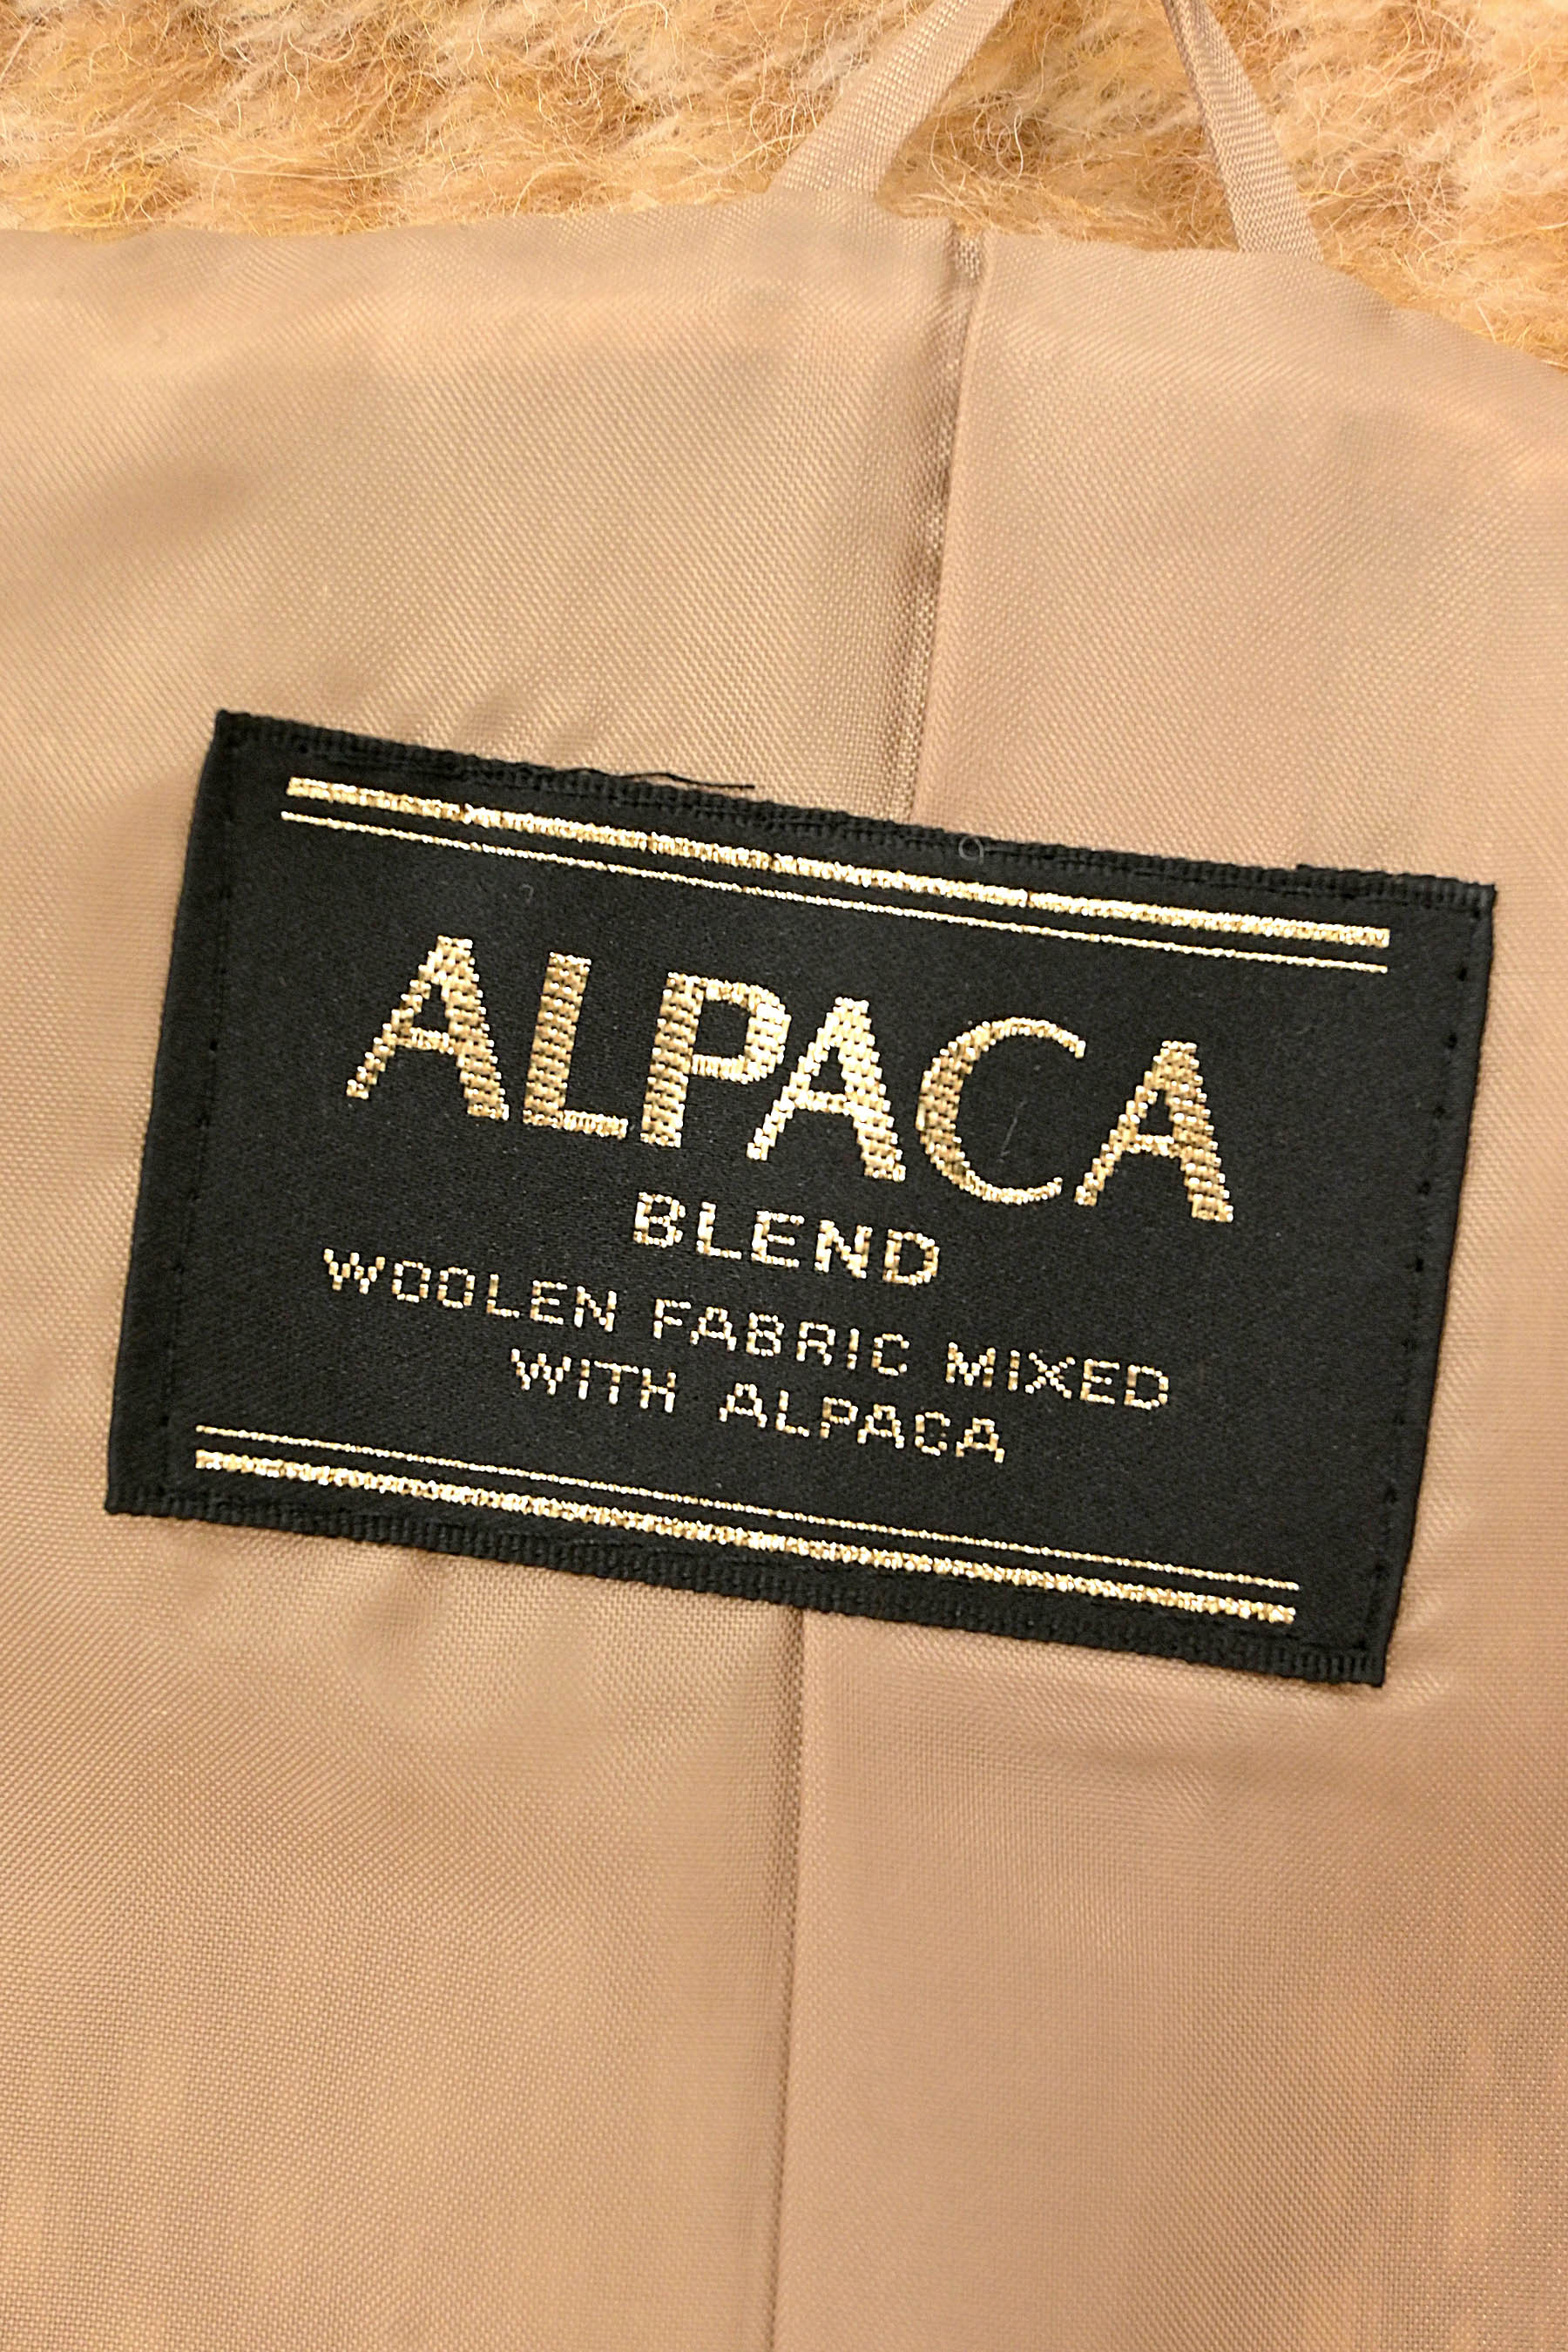 ALPACA
BLEND
WOOLEN FABRIC MIXED
WITH ALPACA